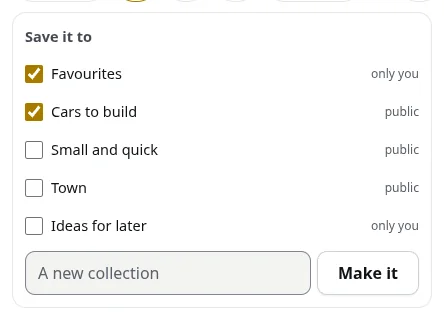 Save it to
Favourites only you
Cars to build public
Small and quick public
Town public
Ideas for later only you
A new collection Make it